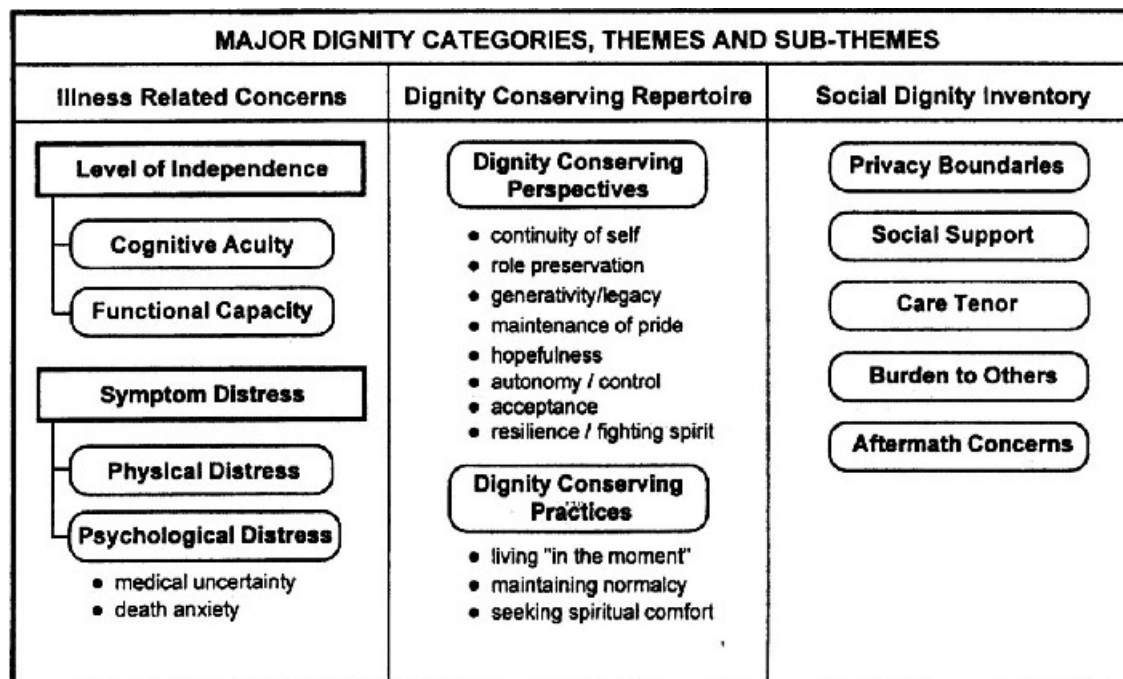 MAJOR DIGNITY CATEGORIES, THEMES AND SUB-THEMES
Illness Related Concerns
Level of Independence
Cognitive Acuity
Functional Capacity
Symptom Distress
Physical Distress
Psychological Distress
• medical uncertainty
• death anxiety
Dignity Conserving Repertoire
Dignity Conserving
Perspectives
• continuity of self
• role preservation
• generativity/legacy
• maintenance of pride
• hopefulness
• autonomy / control
• acceptance
• resilience / fighting spirit
Dignity Conserving
Practices
• living "in the moment"
• maintaining normalcy
• seeking spiritual comfort
Social Dignity Inventory
Privacy Boundaries
Social Support
Care Tenor
Burden to Others
Aftermath Concerns